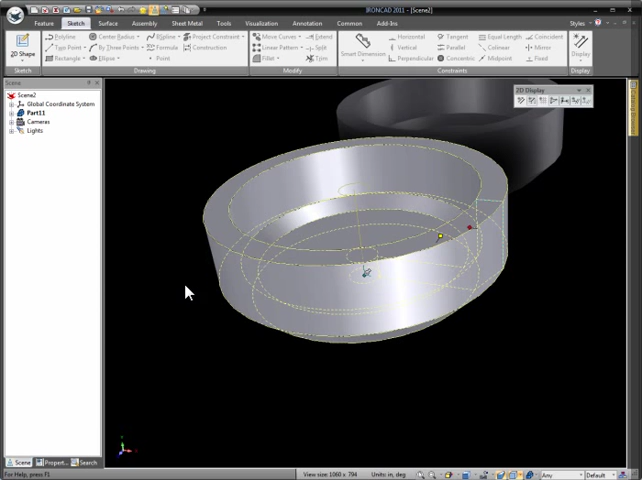 IRONCAD 2011 - [Scene2]
Feature Sketch Surface Assembly Sheet Metal Tools Visualization Annotation Common Add-Ins Styles
Polyline Center Radius BSpline Project Constraint Move Curves Extend Horizontal Tangent Equal Length Coincident
2D Shape Two Point By Three Points Formula Construction Linear Pattern Split Smart Dimension Vertical Parallel Colinear Mirror Display
Rectangle Ellipse Point Fillet Trim Perpendicular Concentric Midpoint Fixed
Sketch Drawing Modify Constraints Display
Scene
2D Display
Scene2
Global Coordinate System
Part11
Cameras
Lights
Scene Propert... Search
For Help, press F1 View size: 1060 x 794 Units: in, deg Any Default